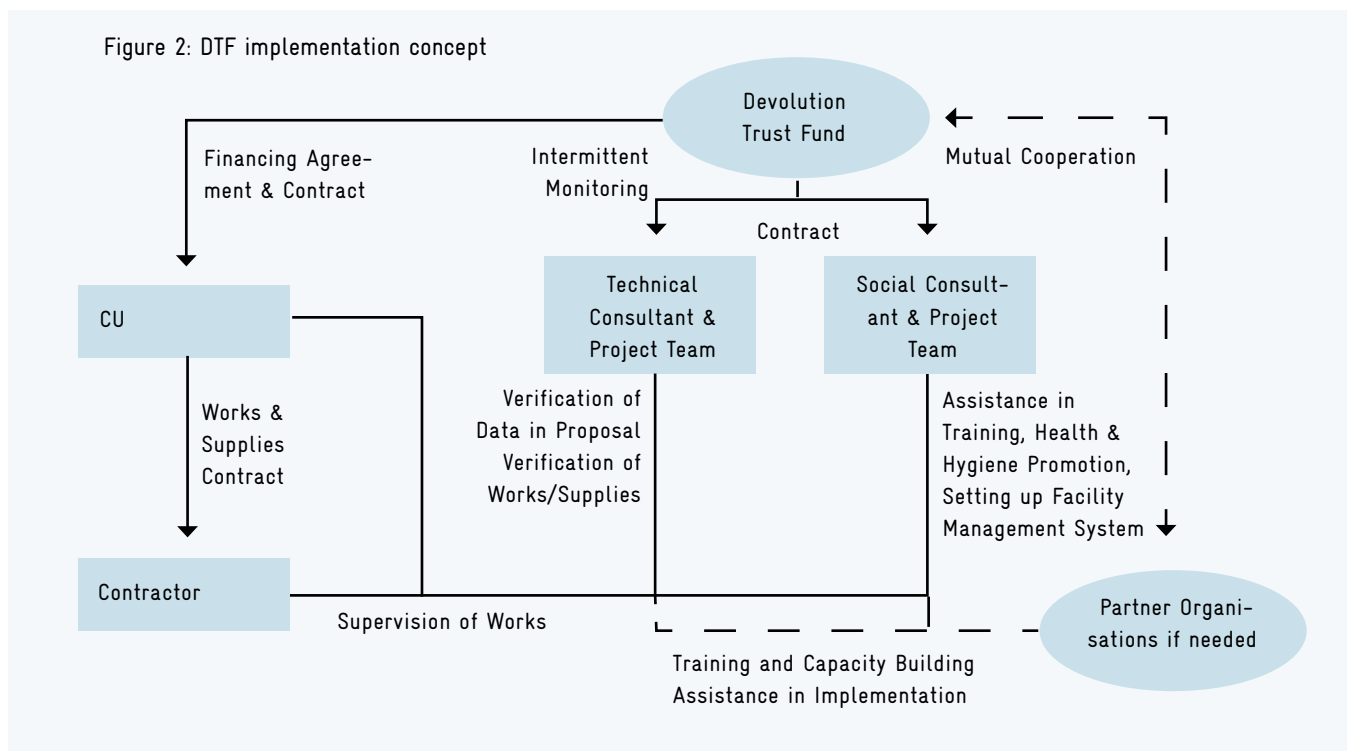 Figure 2: DTF implementation concept
Devolution
Trust Fund
Financing Agree-
ment & Contract
Intermittent
Monitoring
Mutual Cooperation
Contract
CU
Technical
Consultant &
Project Team
Social Consult-
ant & Project
Team
Works &
Supplies
Contract
Verification of
Data in Proposal
Verification of
Works/Supplies
Assistance in
Training, Health &
Hygiene Promotion,
Setting up Facility
Management System
Contractor
Supervision of Works
Partner Organi-
sations if needed
Training and Capacity Building
Assistance in Implementation